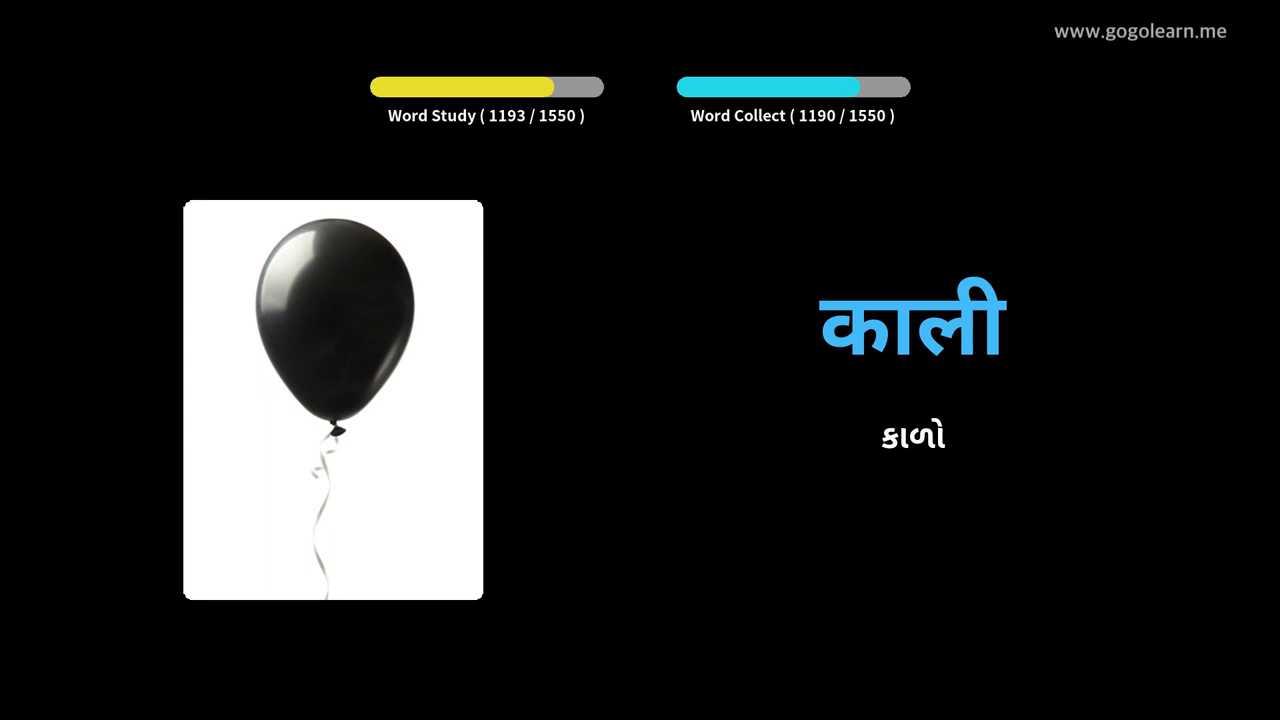 www.gogolearn.me
Word Study ( 1193 / 1550 )
Word Collect ( 1190 / 1550 )
काली
કાળો